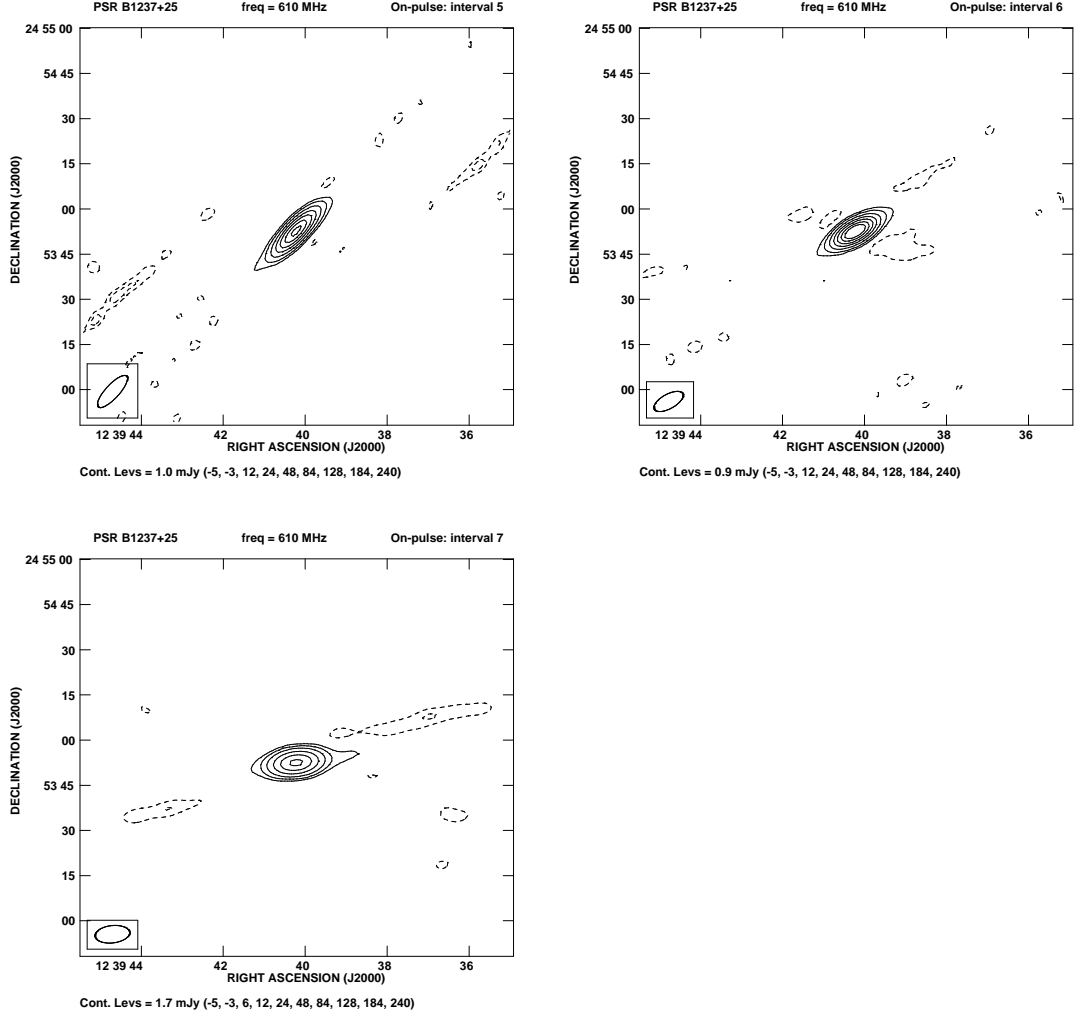 PSR B1237+25 freq = 610 MHz On-pulse: interval 5
24 55 00
54 45
30
15
00
53 45
30
15
00
DECLINATION (J2000)
12 39 44 42 40 38 36
RIGHT ASCENSION (J2000)
Cont. Levs = 1.0 mJy (-5, -3, 12, 24, 48, 84, 128, 184, 240)
PSR B1237+25 freq = 610 MHz On-pulse: interval 6
24 55 00
54 45
30
15
00
53 45
30
15
00
DECLINATION (J2000)
12 39 44 42 40 38 36
RIGHT ASCENSION (J2000)
Cont. Levs = 0.9 mJy (-5, -3, 12, 24, 48, 84, 128, 184, 240)
PSR B1237+25 freq = 610 MHz On-pulse: interval 7
24 55 00
54 45
30
15
00
53 45
30
15
00
DECLINATION (J2000)
12 39 44 42 40 38 36
RIGHT ASCENSION (J2000)
Cont. Levs = 1.7 mJy (-5, -3, 6, 12, 24, 48, 84, 128, 184, 240)